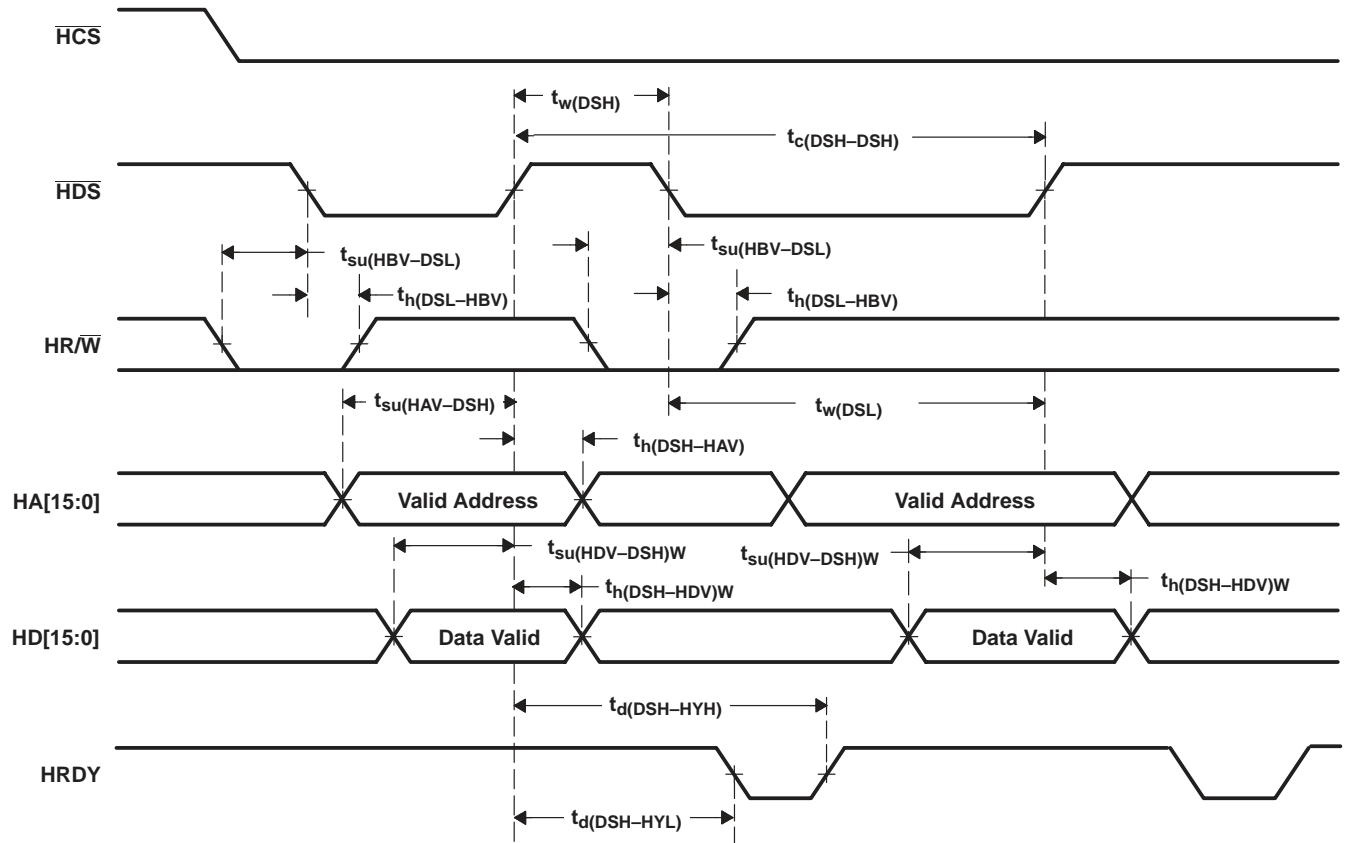 HCS
tw(DSH)
tc(DSH–DSH)
HDS
tsu(HBV–DSL)
tsu(HBV–DSL)
th(DSL–HBV)
th(DSL–HBV)
HR/W
tsu(HAV–DSH)
tw(DSL)
th(DSH–HAV)
HA[15:0]
Valid Address
Valid Address
tsu(HDV–DSH)W
tsu(HDV–DSH)W
th(DSH–HDV)W
th(DSH–HDV)W
HD[15:0]
Data Valid
Data Valid
td(DSH–HYH)
HRDY
td(DSH–HYL)